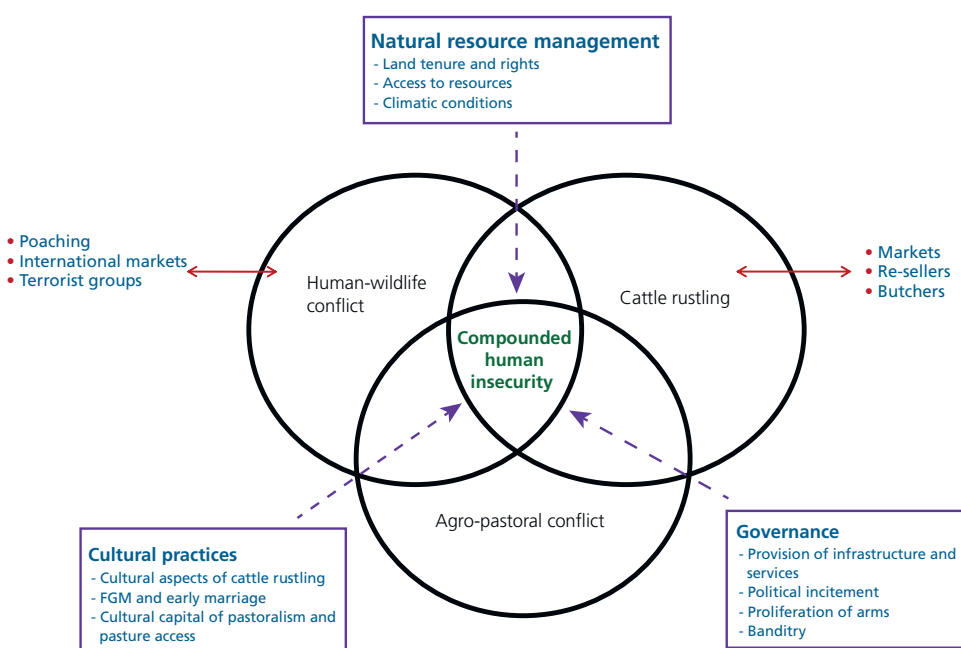 Natural resource management
- Land tenure and rights
- Access to resources
- Climatic conditions
• Poaching
• International markets
• Terrorist groups
Human-wildlife
conflict
Cattle rustling
• Markets
• Re-sellers
• Butchers
Compounded
human
insecurity
Agro-pastoral conflict
Cultural practices
- Cultural aspects of cattle rustling
- FGM and early marriage
- Cultural capital of pastoralism and
pasture access
Governance
- Provision of infrastructure and
services
- Political incitement
- Proliferation of arms
- Banditry